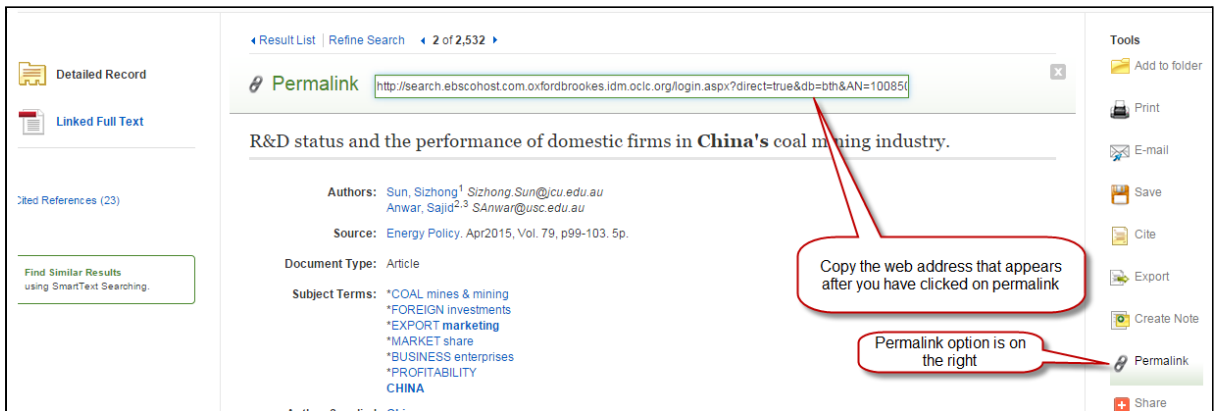 Detailed Record
Linked Full Text
Cited References (23)
Find Similar Results
using SmartText Searching.
Result List | Refine Search 2 of 2,532
Permalink http://search.ebscohost.com.oxfordbrookes.idm.oclc.org/login.aspx?direct=true&db=bth&AN=10085
R&D status and the performance of domestic firms in China's coal mining industry.
Authors: Sun, Sizhong1 Sizhong.Sun@jcu.edu.au
Anwar, Sajid2,3 SAnwar@usc.edu.au
Source: Energy Policy. Apr2015, Vol. 79, p99-103. 5p.
Document Type: Article
Subject Terms: *COAL mines & mining
*FOREIGN investments
*EXPORT marketing
*MARKET share
*BUSINESS enterprises
*PROFITABILITY
CHINA
Copy the web address that appears
after you have clicked on permalink
Permalink option is on
the right
Tools
Add to folder
Print
E-mail
Save
Cite
Export
Create Note
Permalink
Share